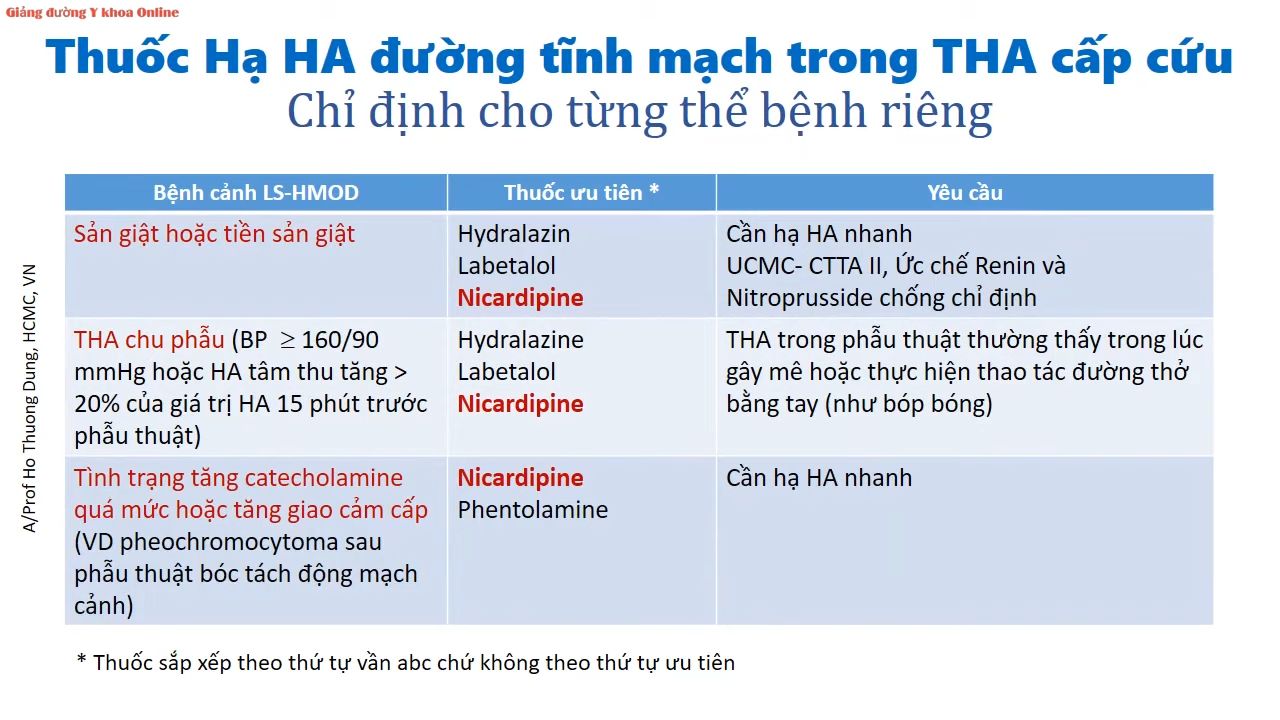 Giảng đường Y khoa Online
Thuốc Hạ HA đường tĩnh mạch trong THA cấp cứu
Chỉ định cho từng thể bệnh riêng
A/Prof Ho Thuong Dung, HCMC, VN
Bệnh cảnh LS-HMOD
Thuốc ưu tiên *
Yêu cầu
Sản giật hoặc tiền sản giật
Hydralazin
Labetalol
Nicardipine
Cần hạ HA nhanh
UCMC- CTTA II, Ức chế Renin và
Nitroprusside chống chỉ định
THA chu phẫu (BP ≥ 160/90
mmHg hoặc HA tâm thu tăng >
20% của giá trị HA 15 phút trước
phẫu thuật)
Hydralazine
Labetalol
Nicardipine
THA trong phẫu thuật thường thấy trong lúc
gây mê hoặc thực hiện thao tác đường thở
bằng tay (như bóp bóng)
Tình trạng tăng catecholamine
quá mức hoặc tăng giao cảm cấp
(VD pheochromocytoma sau
phẫu thuật bóc tách động mạch
cảnh)
Nicardipine
Phentolamine
Cần hạ HA nhanh
* Thuốc sắp xếp theo thứ tự vần abc chứ không theo thứ tự ưu tiên